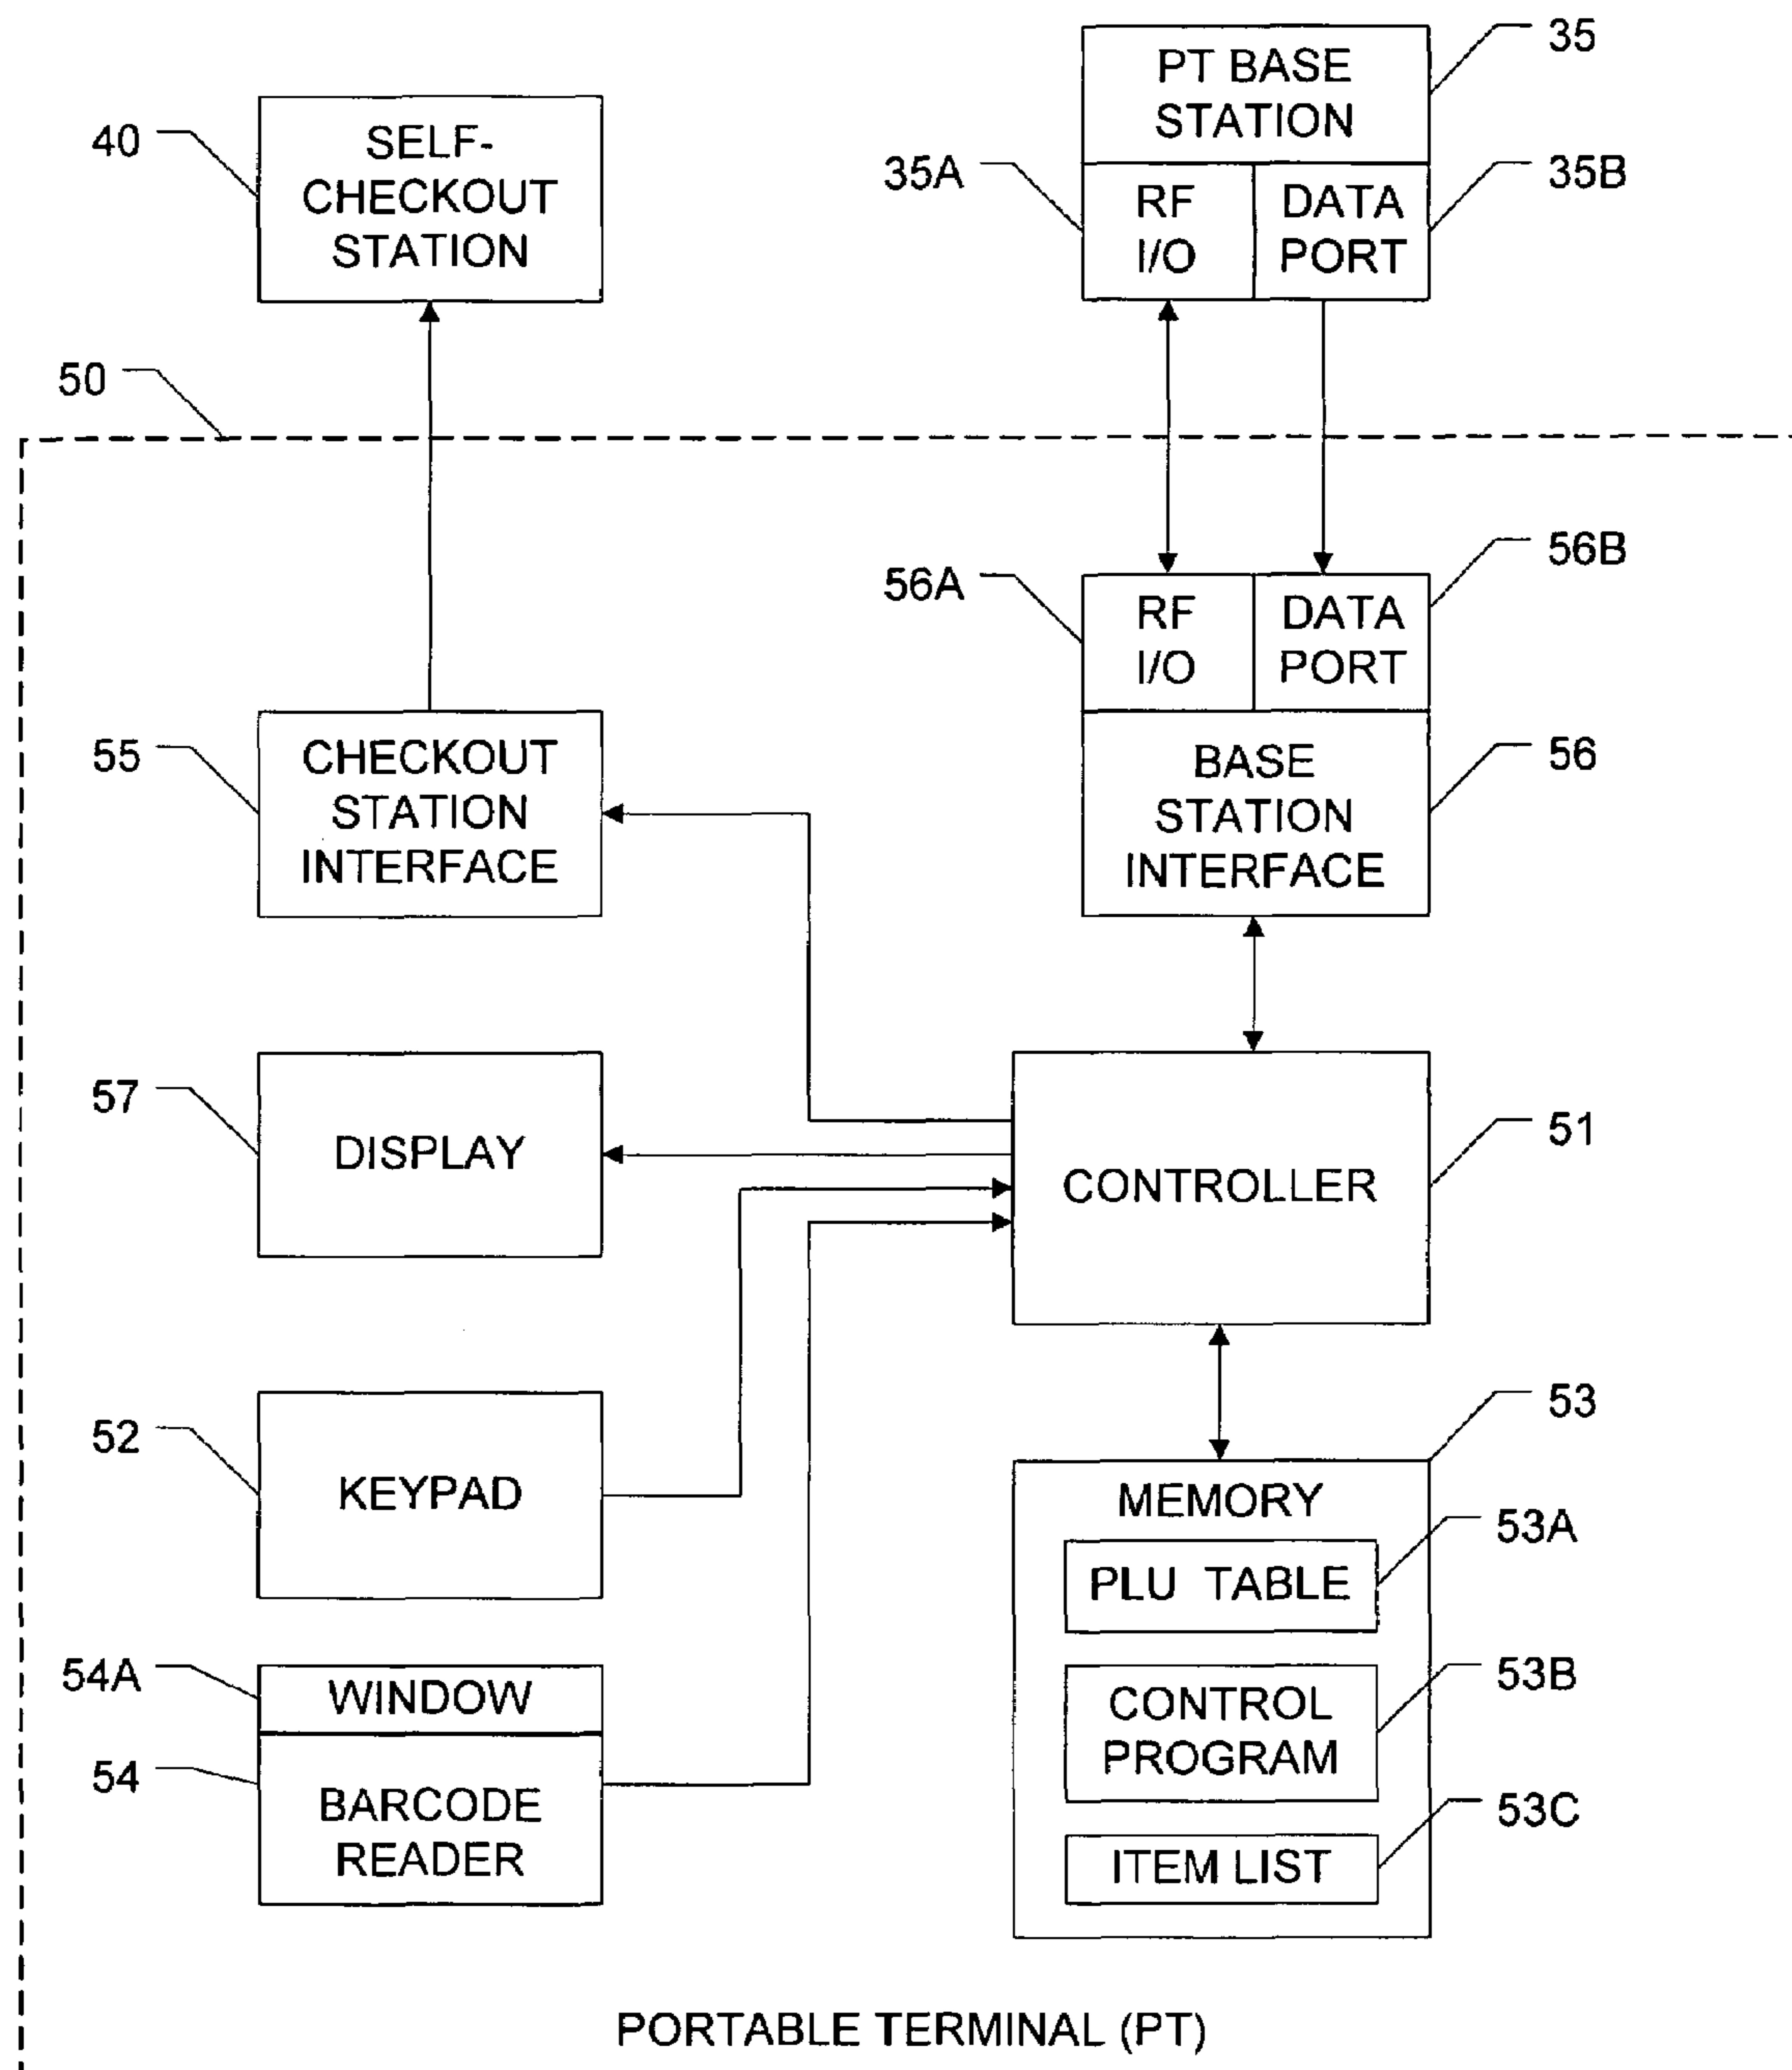 35
PT BASE
STATION
40
SELF-
CHECKOUT
STATION
35A
RF
I/O
DATA
PORT
35B
50
56A
RF
I/O
DATA
PORT
56B
55
CHECKOUT
STATION
INTERFACE
BASE
STATION
INTERFACE
56
57
DISPLAY
CONTROLLER
51
52
KEYPAD
53
MEMORY
53A
PLU TABLE
54A
WINDOW
53B
CONTROL
PROGRAM
54
BARCODE
READER
53C
ITEM LIST
PORTABLE TERMINAL (PT)